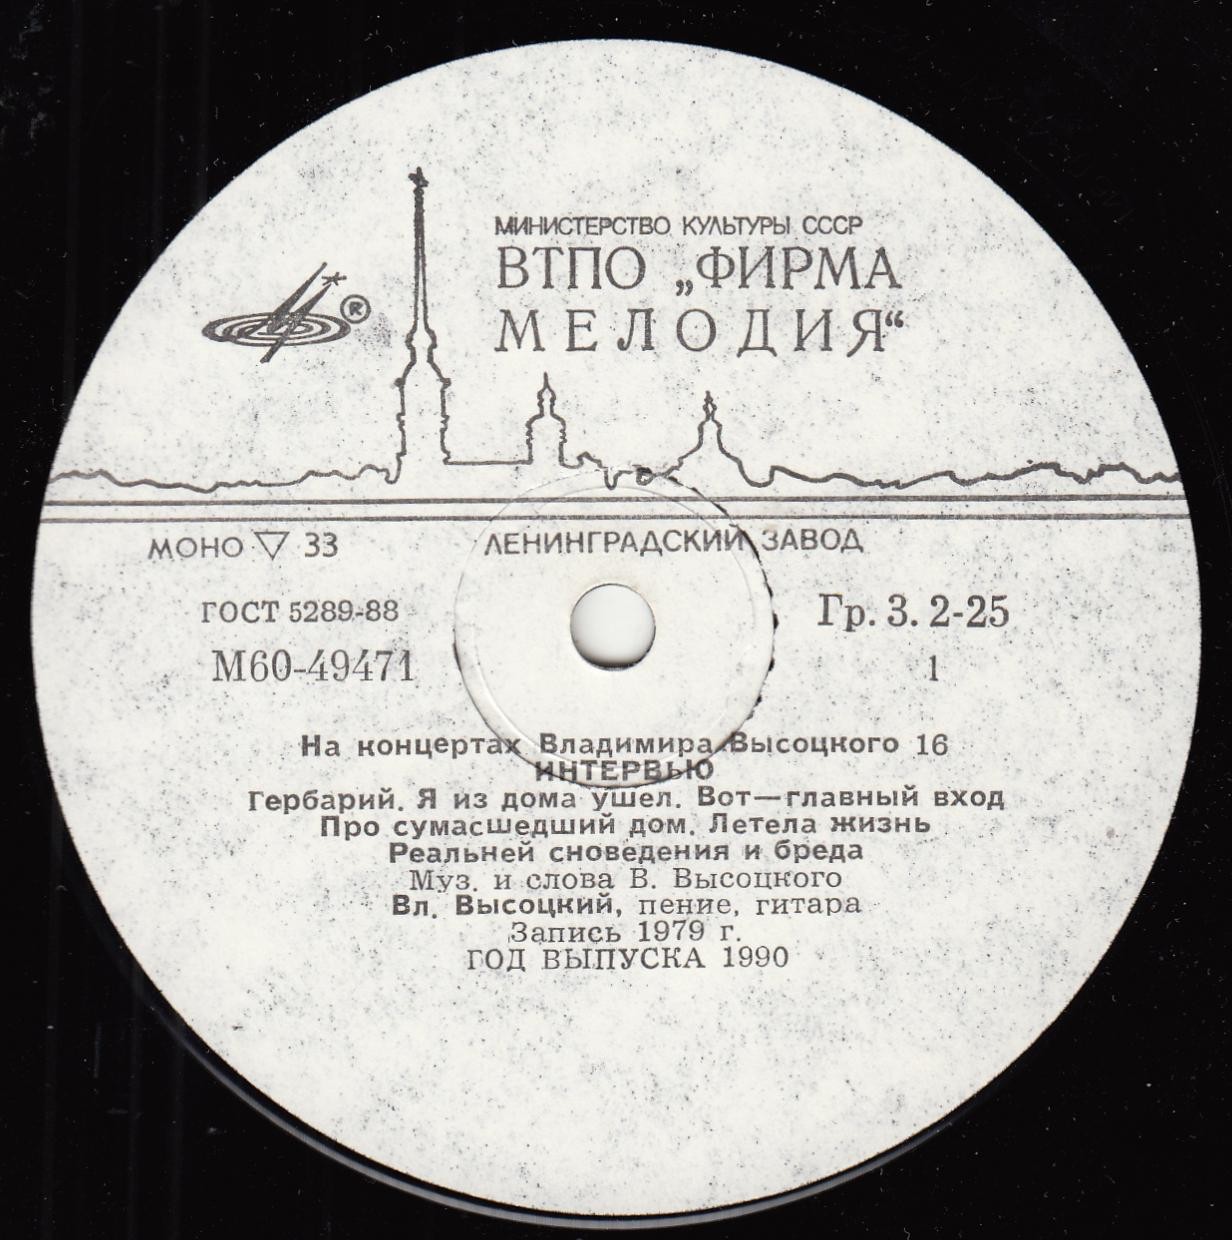 МИНИСТЕРСТВО КУЛЬТУРЫ СССР
ВТПО „ФИРМА
МЕЛОДИЯ“
®
МОНО ▽ 33
ЛЕНИНГРАДСКИЙ ЗАВОД
ГОСТ 5289-88
Гр. 3. 2-25
М60-49471
1
На концертах Владимира Высоцкого 16
ИНТЕРВЬЮ
Гербарий. Я из дома ушел. Вот—главный вход
Про сумасшедший дом. Летела жизнь
Реальней сноведения и бреда
Муз. и слова В. Высоцкого
Вл. Высоцкий, пение, гитара
Запись 1979 г.
ГОД ВЫПУСКА 1990